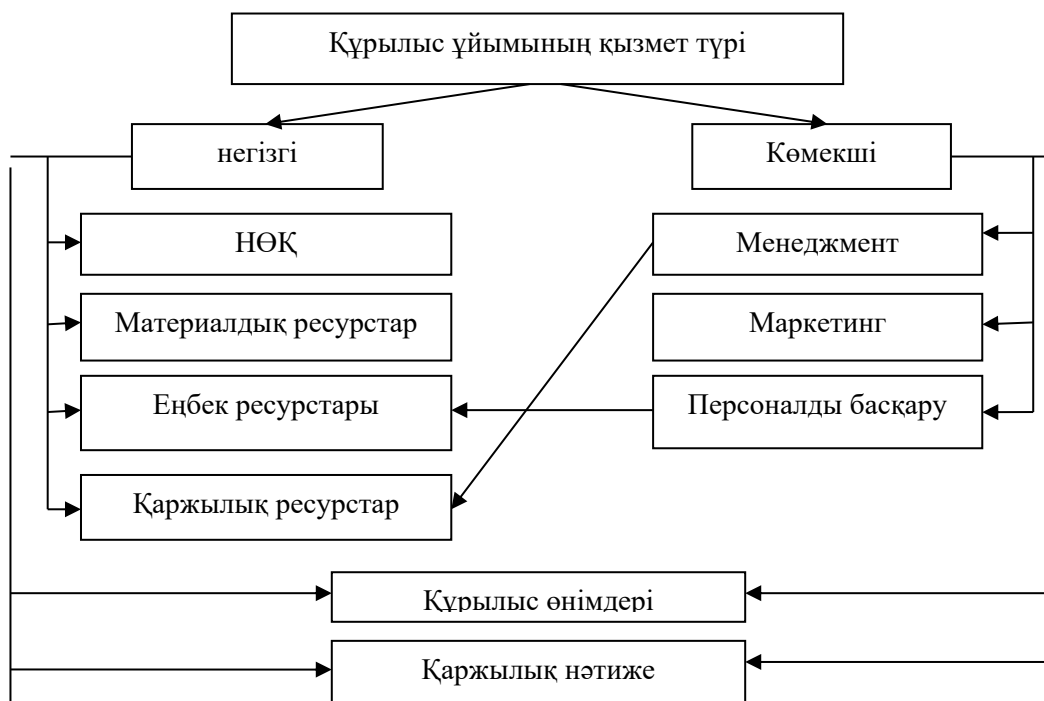 Құрылыс ұйымының қызмет түрі
негізгі
Көмекші
НӨҚ
Менеджмент
Материалдық ресурстар
Маркетинг
Еңбек ресурстары
Персоналды басқару
Қаржылық ресурстар
Құрылыс өнімдері
Қаржылық нәтиже